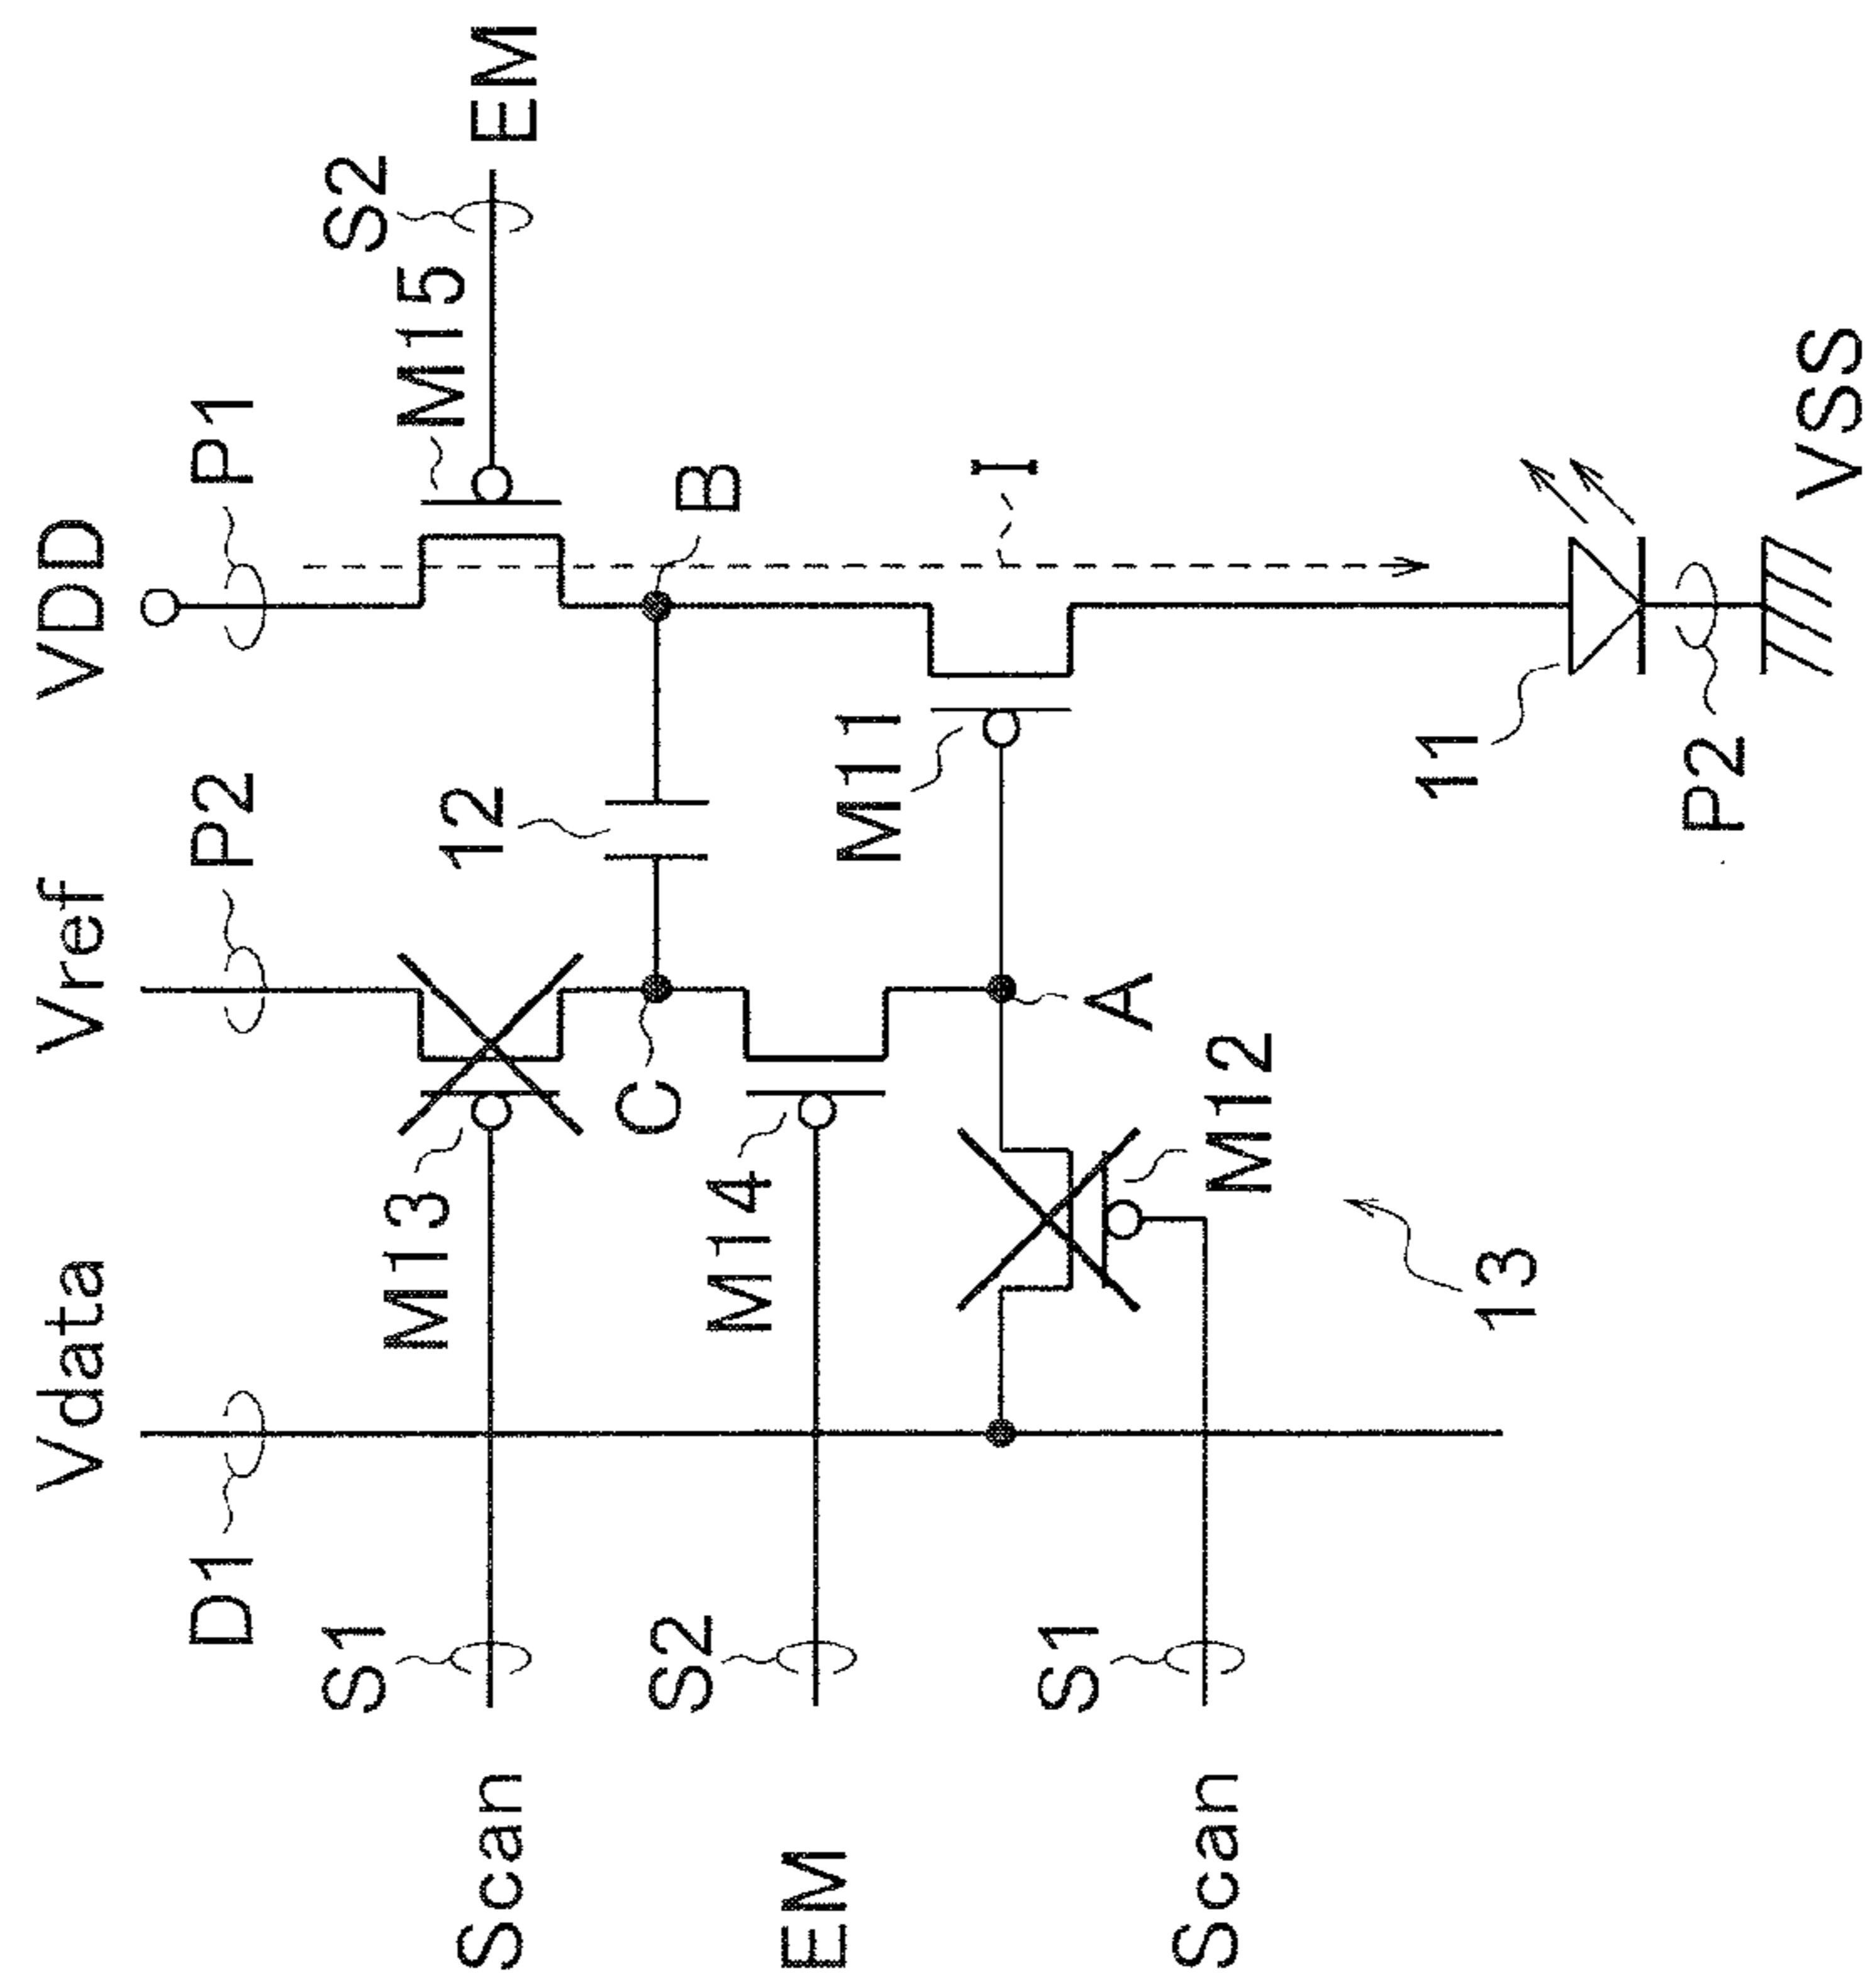 Vdata
Vref
VDD
D1
P2
P1
S1
M13
12
M15
S2
Scan
EM
C
B
S2
M14
EM
M11
I
A
S1
M12
Scan
13
11
P2
VSS